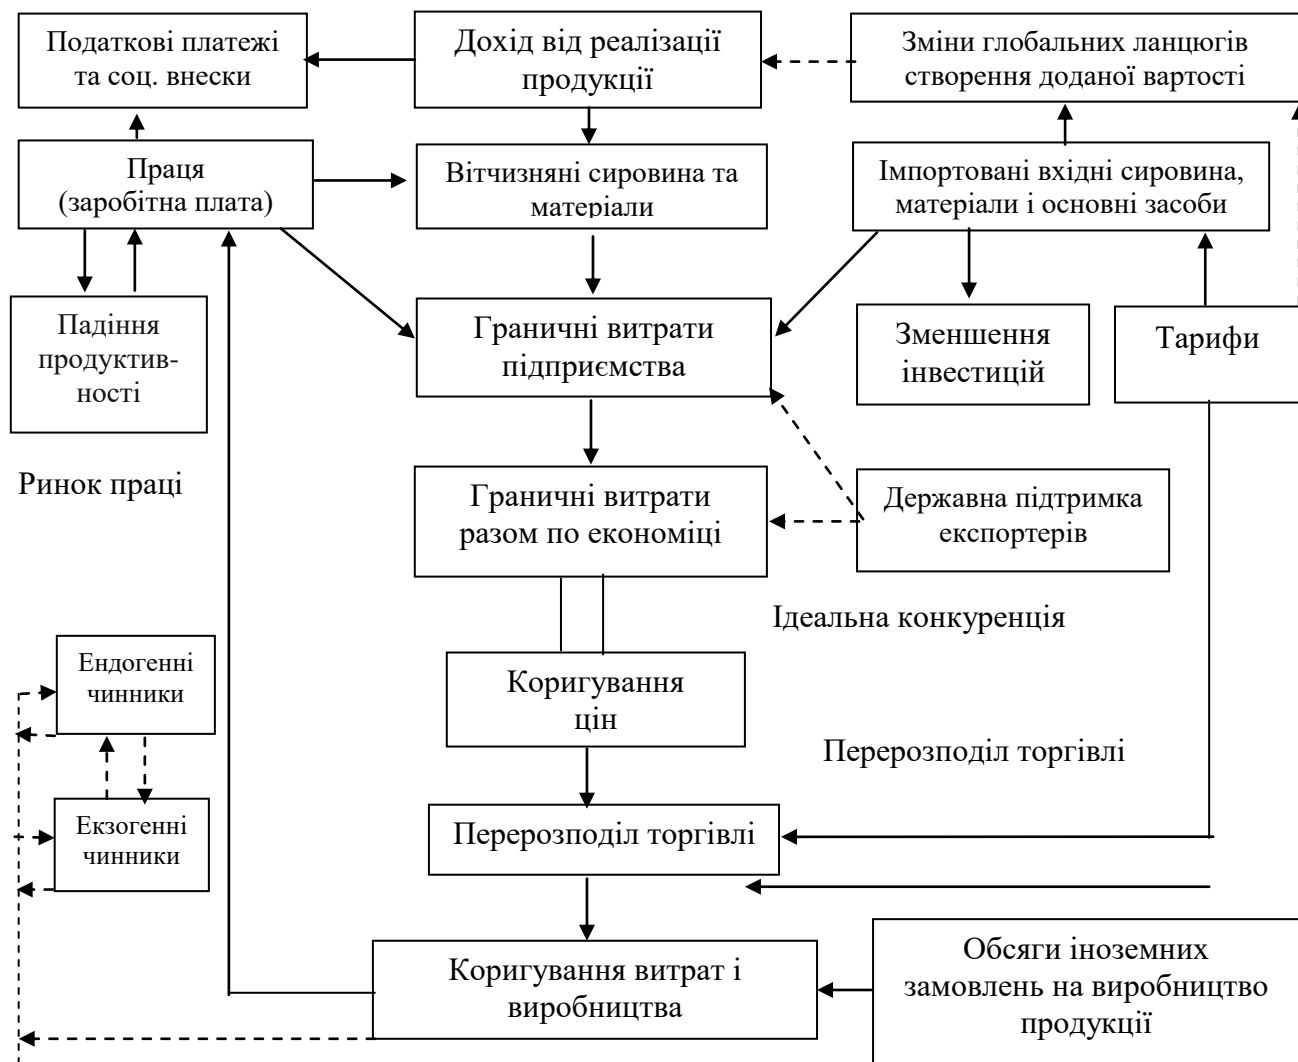 Податкові платежі
та соц. внески
Дохід від реалізації
продукції
Зміни глобальних ланцюгів
створення доданої вартості
Праця
(заробітна плата)
Вітчизняні сировина та
матеріали
Імпортовані вхідні сировина,
матеріали і основні засоби
Падіння
продуктив-
ності
Граничні витрати
підприємства
Зменшення
інвестицій
Тарифи
Ринок праці
Граничні витрати
разом по економіці
Державна підтримка
експортерів
Ідеальна конкуренція
Ендогенні
чинники
Коригування
цін
Перерозподіл торгівлі
Екзогенні
чинники
Перерозподіл торгівлі
Коригування витрат і
виробництва
Обсяги іноземних
замовлень на виробництво
продукції